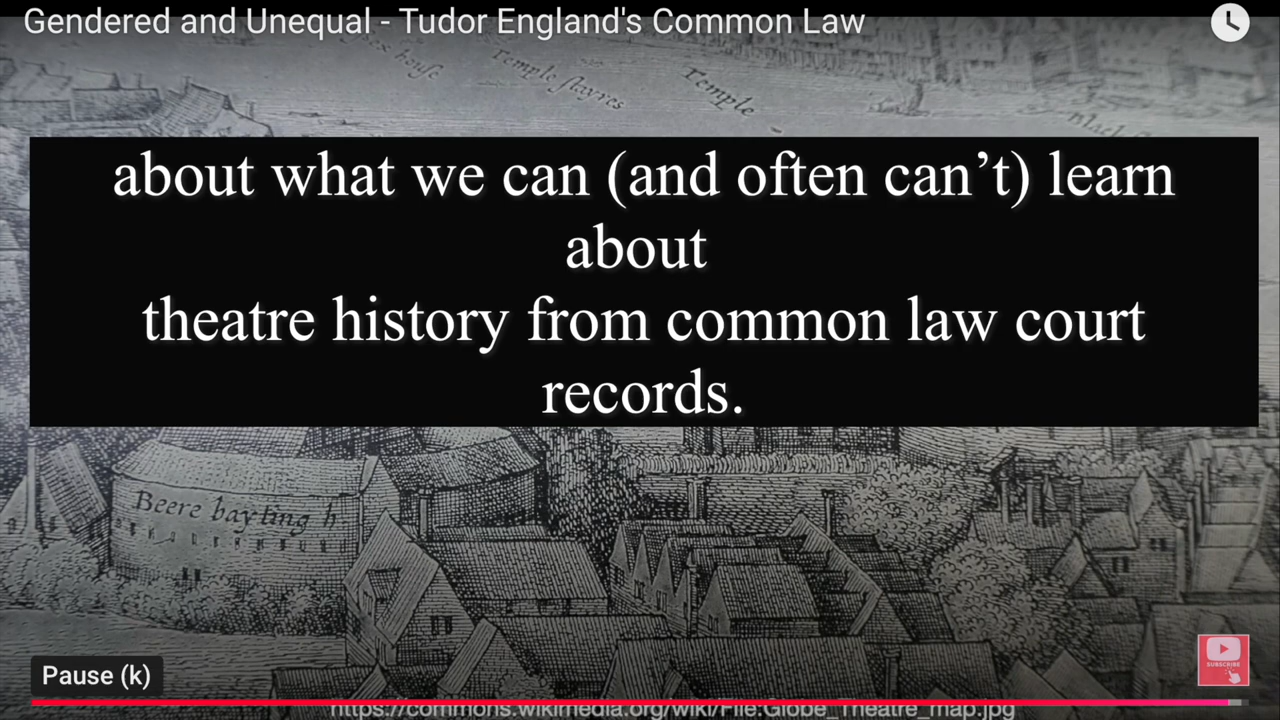 Gendered and Unequal - Tudor England's Common Law
Temple stayres
Temple
about what we can (and often can’t) learn
about
theatre history from common law court
records.
Beere bayting h
Pause (k)
SUBSCRIBE
https://commons.wikimedia.org/wiki/File:Globe_Theatre_map.jpg